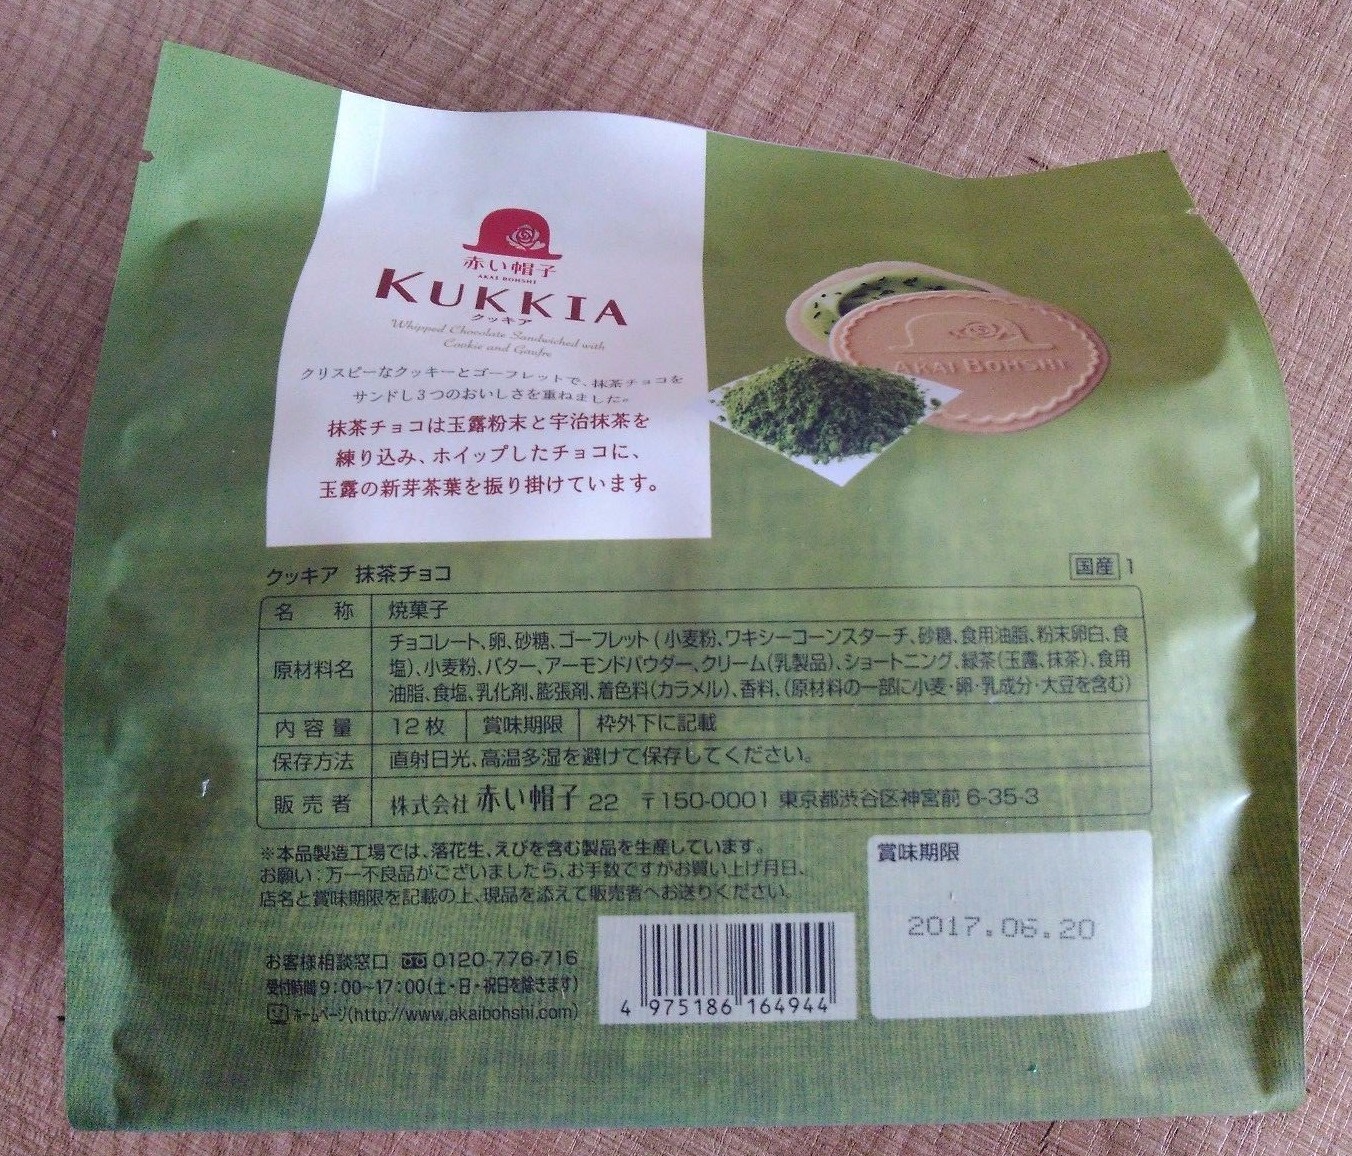 赤い帽子
AKAI BOHSHI
KUKKIA
クッキア
Whipped Chocolate Sandwiched with
Cookie and Gaufre
クリスピーなクッキーとゴーフレットで、抹茶チョコを
サンドし3つのおいしさを重ねました。
抹茶チョコは玉露粉末と宇治抹茶を
練り込み、ホイップしたチョコに、
玉露の新芽茶葉を振り掛けています。
AKAI BOHSHI
クッキア 抹茶チョコ
国産 1
名称 焼菓子
原材料名 チョコレート、卵、砂糖、ゴーフレット(小麦粉、ワキシーコーンスターチ、砂糖、食用油脂、粉末卵白、食
塩)、小麦粉、バター、アーモンドパウダー、クリーム(乳製品)、ショートニング、緑茶(玉露、抹茶)、食用
油脂、食塩、乳化剤、膨張剤、着色料(カラメル)、香料、(原材料の一部に小麦・卵・乳成分・大豆を含む)
内容量 12枚 賞味期限 枠外下に記載
保存方法 直射日光、高温多湿を避けて保存してください。
販売者 株式会社 赤い帽子 22 〒150-0001 東京都渋谷区神宮前 6-35-3
※本品製造工場では、落花生、えびを含む製品を生産しています。
お願い:万一不良品がございましたら、お手数ですがお買い上げ月日、
店名と賞味期限を記載の上、現品を添えて販売者へお送りください。
お客様相談窓口 0120-776-716
受付時間 9:00~17:00(土・日・祝日を除きます)
ホームページ(http://www.akaibohshi.com)
4 975186 164944
賞味期限
2017.06.20